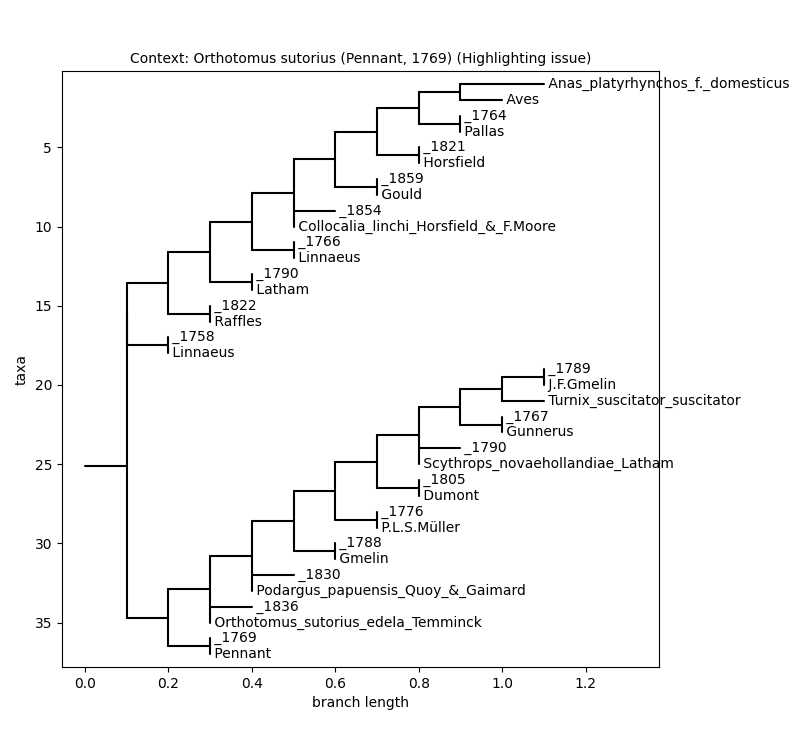 Context: Orthotomus sutorius (Pennant, 1769) (Highlighting issue)
Anas_platyrhynchos_f._domesticus
Aves
_1764
Pallas
_1821
Horsfield
_1859
Gould
_1854
Collocalia_linchi_Horsfield_&_F.Moore
_1766
Linnaeus
_1790
Latham
_1822
Raffles
_1758
Linnaeus
_1789
J.F.Gmelin
Turnix_suscitator_suscitator
_1767
Gunnerus
_1790
Scythrops_novaehollandiae_Latham
_1805
Dumont
_1776
P.L.S.Müller
_1788
Gmelin
_1830
Podargus_papuensis_Quoy_&_Gaimard
_1836
Orthotomus_sutorius_edela_Temminck
_1769
Pennant
5
10
15
20
25
30
35
taxa
0.0 0.2 0.4 0.6 0.8 1.0 1.2
branch length